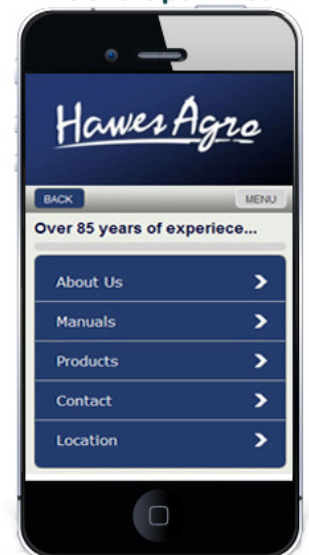 Hawes Agro
BACK MENU
Over 85 years of experiece...
About Us
Manuals
Products
Contact
Location